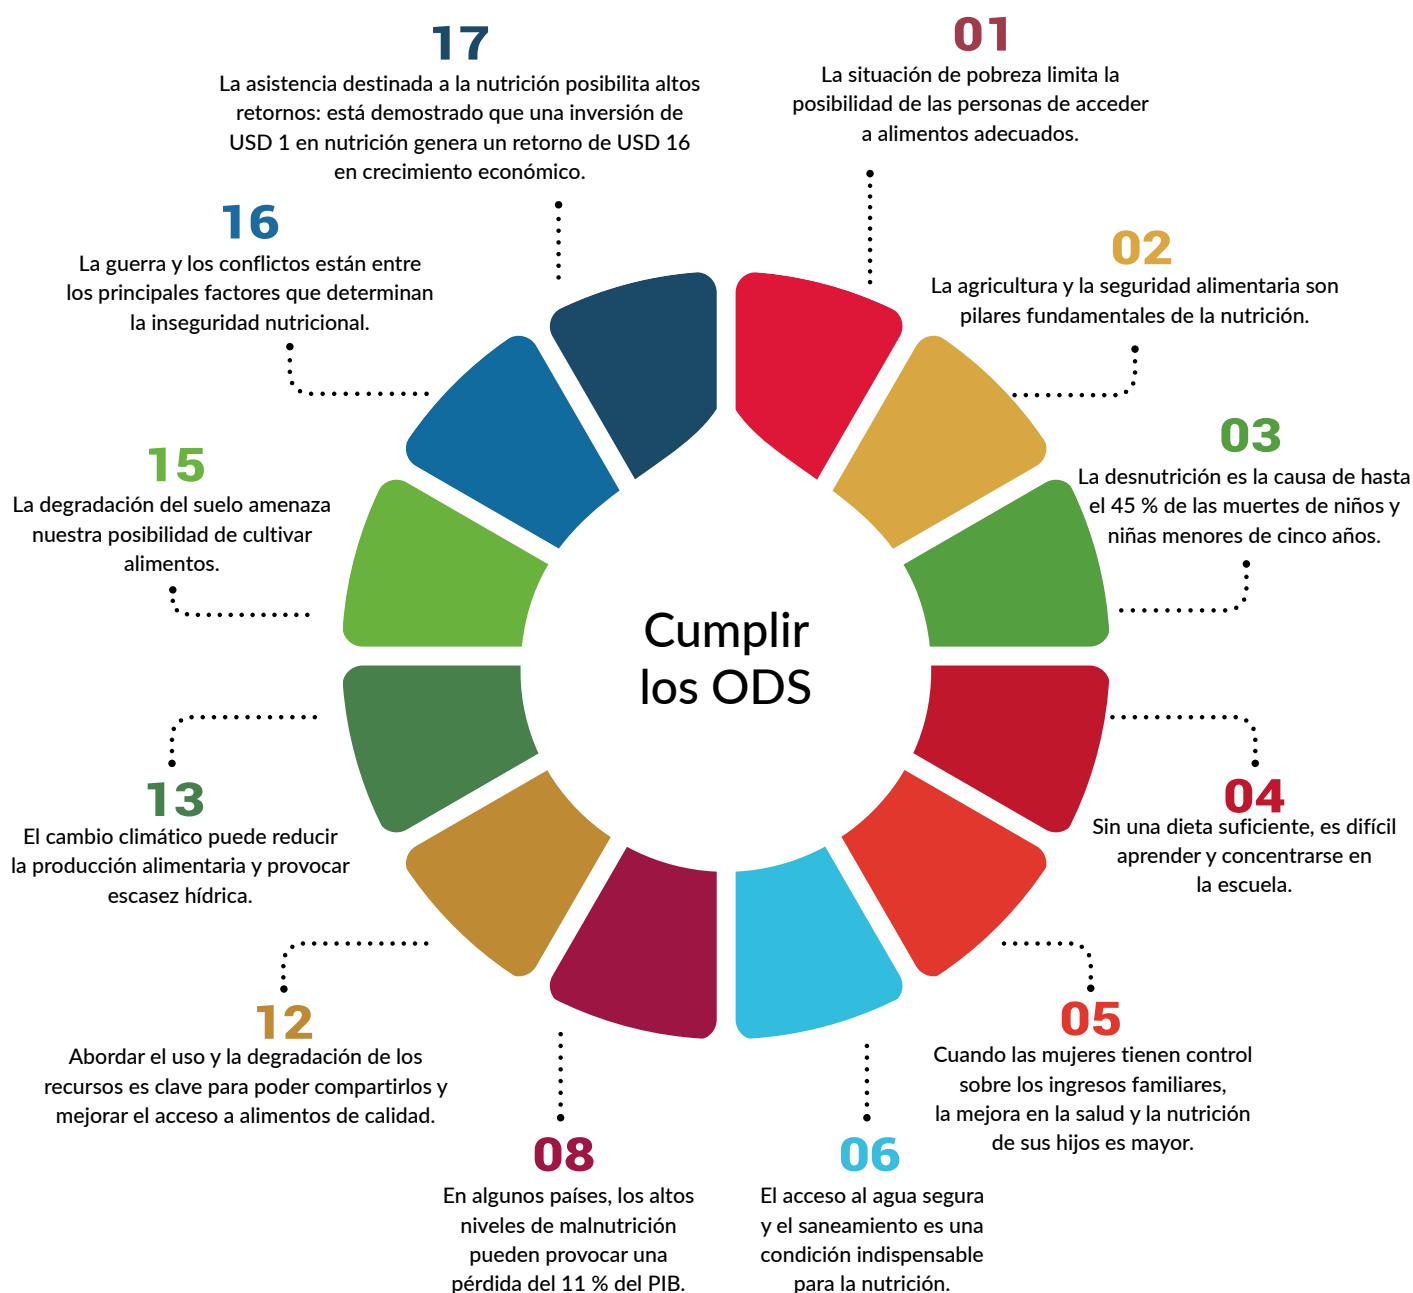 17
La asistencia destinada a la nutrición posibilita altos
retornos: está demostrado que una inversión de
USD 1 en nutrición genera un retorno de USD 16
en crecimiento económico.
01
La situación de pobreza limita la
posibilidad de las personas de acceder
a alimentos adecuados.
16
La guerra y los conflictos están entre
los principales factores que determinan
la inseguridad nutricional.
02
La agricultura y la seguridad alimentaria son
pilares fundamentales de la nutrición.
15
La degradación del suelo amenaza
nuestra posibilidad de cultivar
alimentos.
03
La desnutrición es la causa de hasta
el 45 % de las muertes de niños y
niñas menores de cinco años.
Cumplir
los ODS
13
El cambio climático puede reducir
la producción alimentaria y provocar
escasez hídrica.
04
Sin una dieta suficiente, es difícil
aprender y concentrarse en
la escuela.
12
Abordar el uso y la degradación de los
recursos es clave para poder compartirlos y
mejorar el acceso a alimentos de calidad.
05
Cuando las mujeres tienen control
sobre los ingresos familiares,
la mejora en la salud y la nutrición
de sus hijos es mayor.
08
En algunos países, los altos
niveles de malnutrición
pueden provocar una
pérdida del 11 % del PIB.
06
El acceso al agua segura
y el saneamiento es una
condición indispensable
para la nutrición.